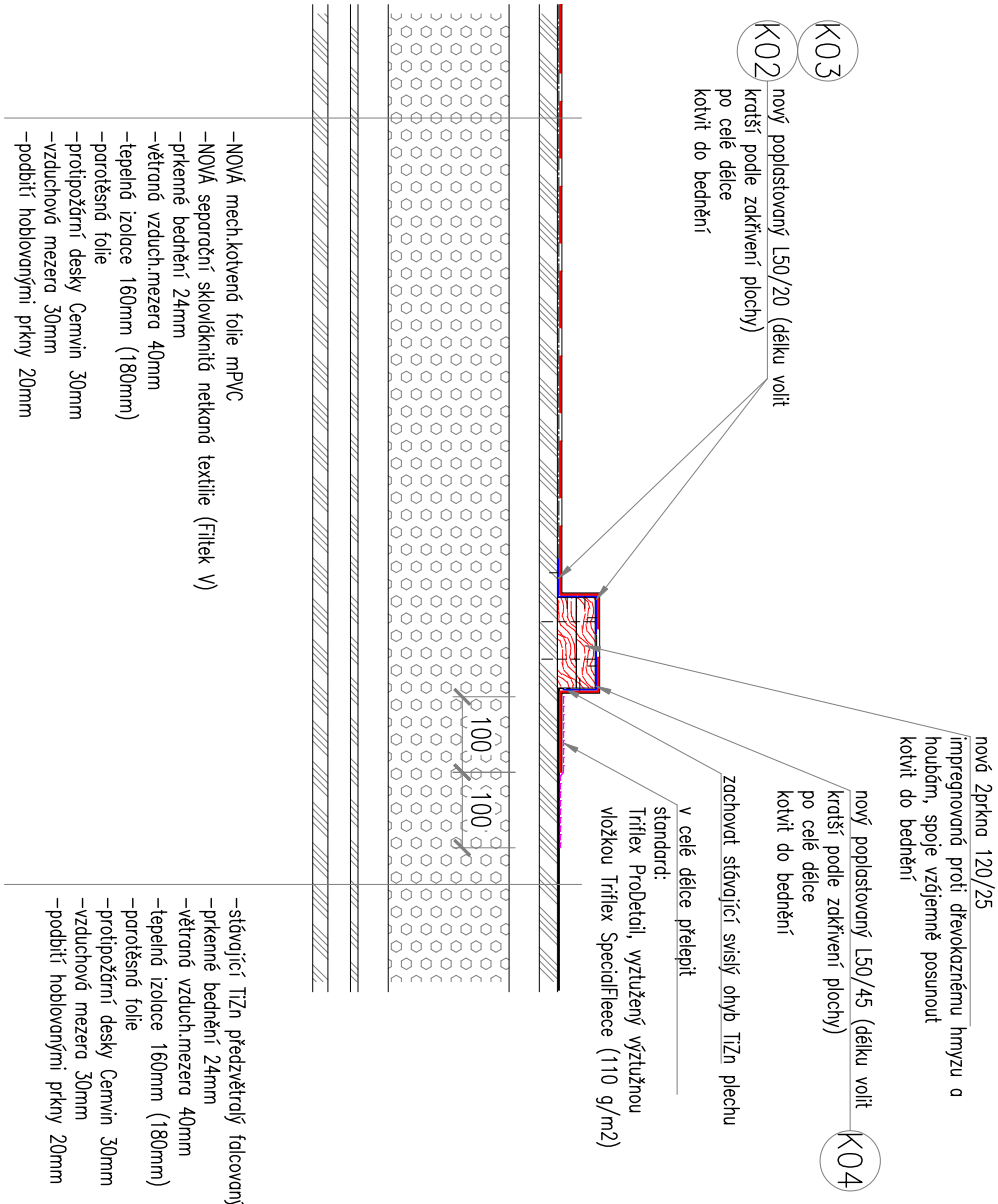 K03
K02
nový poplastovaný L50/20 (délku volit
kratší podle zakřivení plochy)
po celé délce
kotvit do bednění
nová 2prkna 120/25
impregnovaná proti dřevokaznému hmyzu a
houbám, spoje vzájemně posunout
kotvit do bednění
nový poplastovaný L50/45 (délku volit
kratší podle zakřivení plochy)
po celé délce
kotvit do bednění
K04
zachovat stávající svislý ohyb TiZn plechu
v celé délce přelepit
standard:
Triflex ProDetail, vyztužený výztužnou
vložkou Triflex SpecialFleece (110 g/m2)
100
100
-NOVÁ mech.kotvená folie mPVC
-NOVÁ separační sklovláknitá netkaná textilie (Filtek V)
-prkenné bednění 24mm
-větraná vzduch.mezera 40mm
-tepelná izolace 160mm (180mm)
-parotěsná folie
-protipožární desky Cemvin 30mm
-vzduchová mezera 30mm
-podbití hoblovanými prkny 20mm
-stávající TiZn předzvětralý falcovaný
-prkenné bednění 24mm
-větraná vzduch.mezera 40mm
-tepelná izolace 160mm (180mm)
-parotěsná folie
-protipožární desky Cemvin 30mm
-vzduchová mezera 30mm
-podbití hoblovanými prkny 20mm